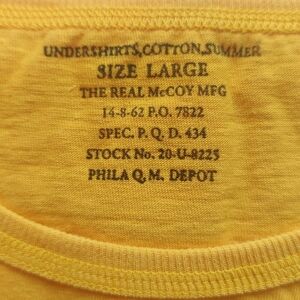 UNDERSHIRTS,COTTON,SUMMER
SIZE LARGE
THE REAL McCOY MFG
14-8-62 P.O. 7822
SPEC. P. Q. D. 434
STOCK No. 20-U-8225
PHILA Q. M. DEPOT